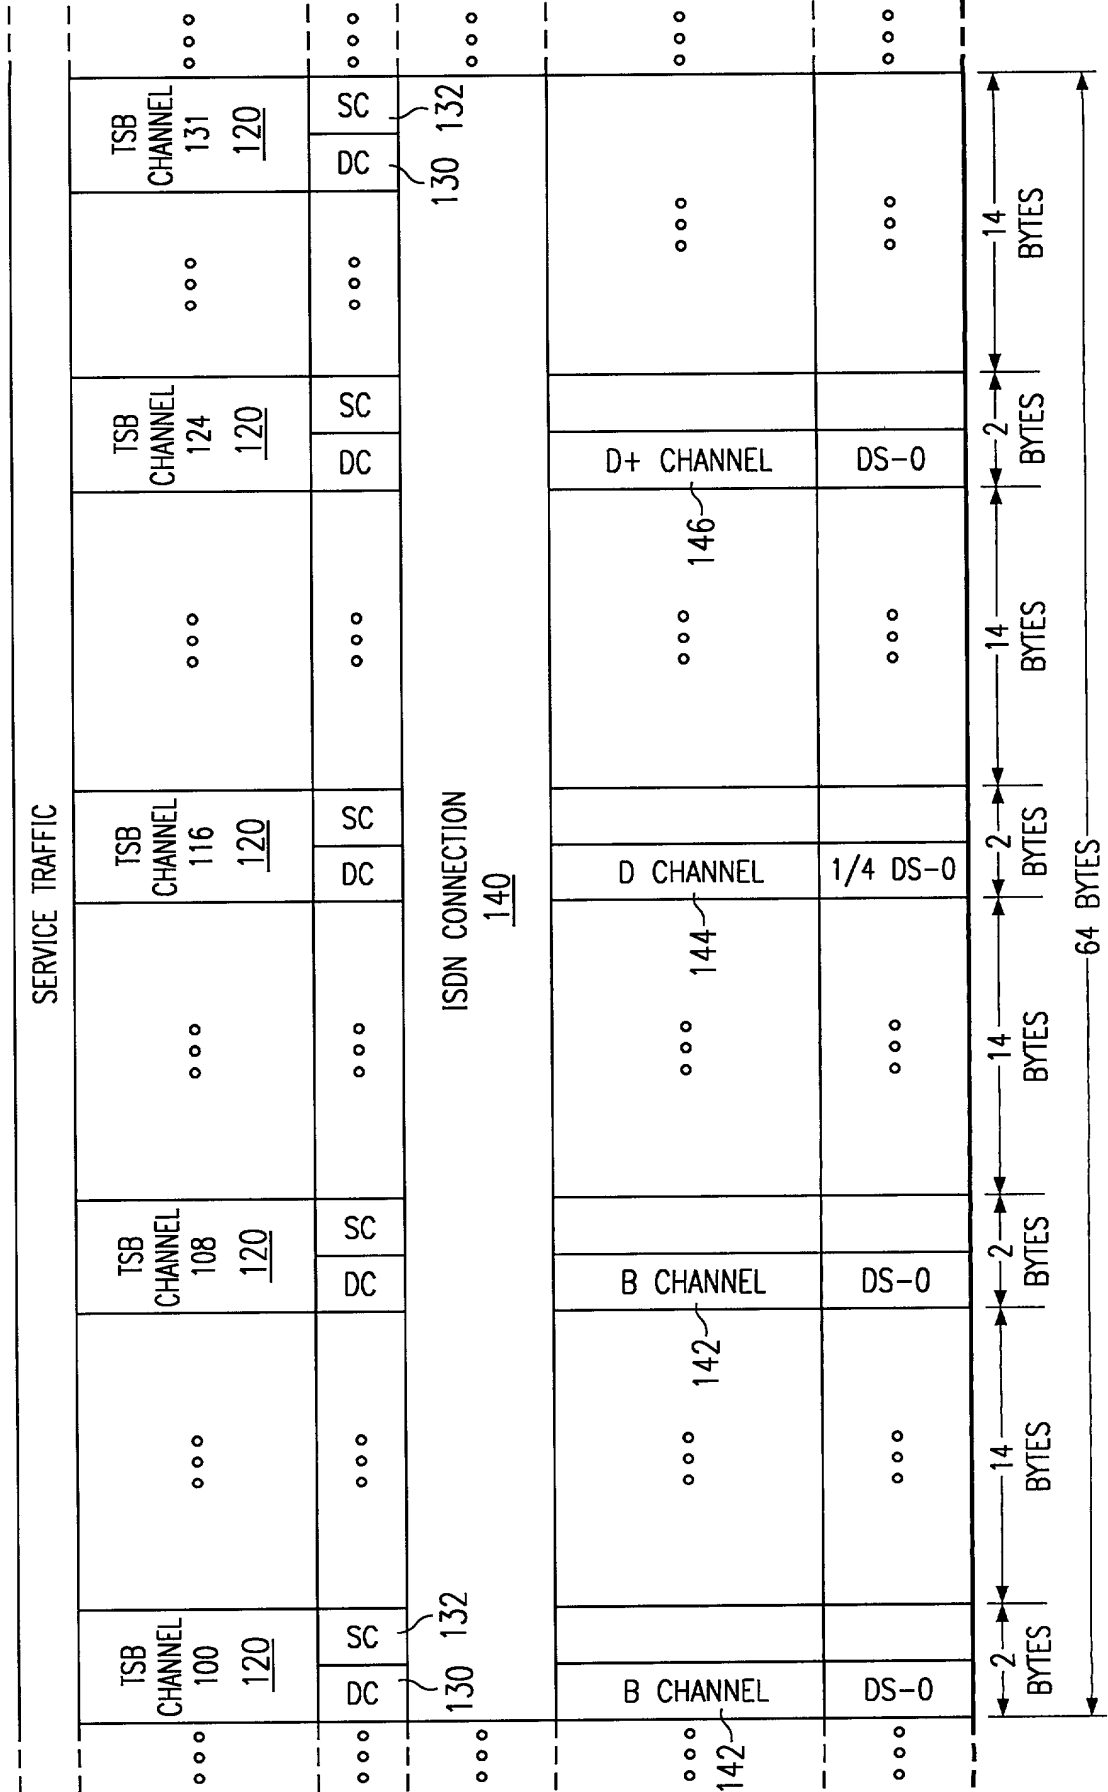 SERVICE TRAFFIC
TSB CHANNEL 100 120
TSB CHANNEL 108 120
TSB CHANNEL 116 120
TSB CHANNEL 124 120
TSB CHANNEL 131 120
DC SC DC SC DC SC DC SC DC SC
130 132 130 132
ISDN CONNECTION
140
B CHANNEL B CHANNEL D CHANNEL D+ CHANNEL
142 142 144 146
DS-0 DS-0 1/4 DS-0 DS-0
2 BYTES
14 BYTES
2 BYTES
14 BYTES
2 BYTES
14 BYTES
2 BYTES
14 BYTES
64 BYTES